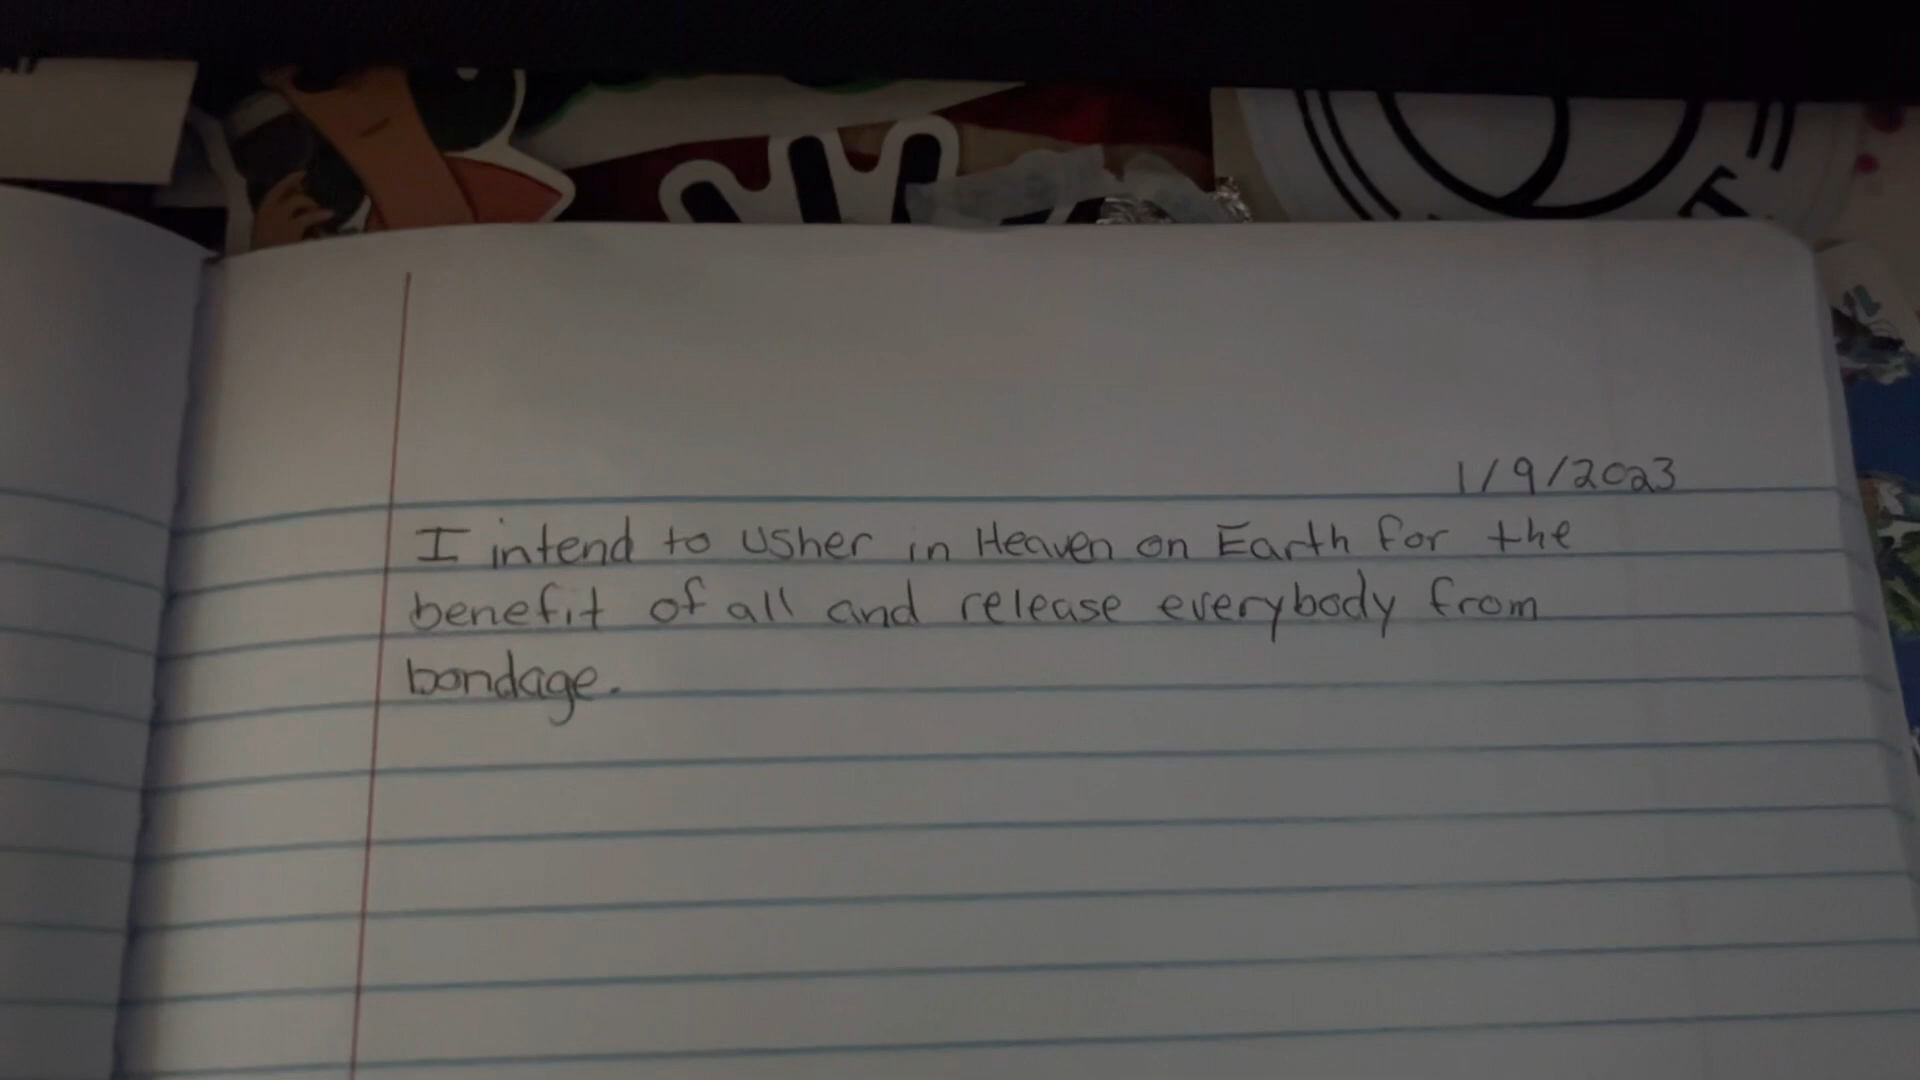 1/9/2023
I intend to usher in Heaven on Earth for the
benefit of all and release everybody from
bondage.